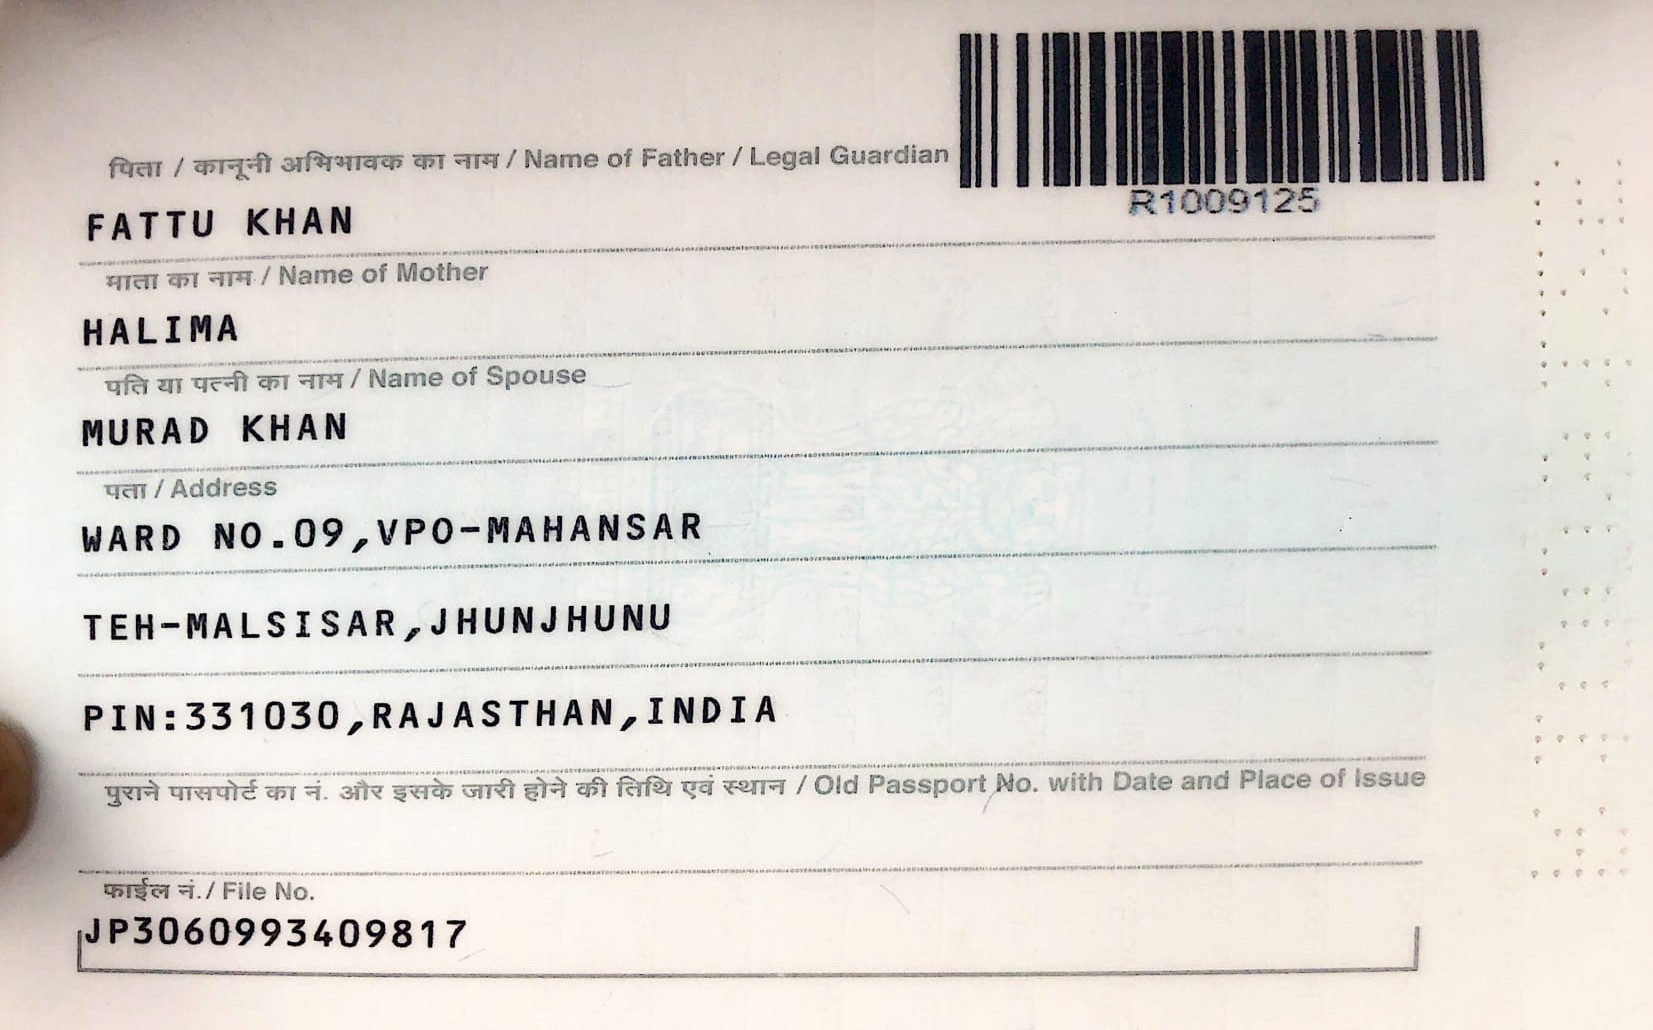 R1009125
पिता / कानूनी अभिभावक का नाम / Name of Father / Legal Guardian
FATTU KHAN
माता का नाम / Name of Mother
HALIMA
पति या पत्नी का नाम / Name of Spouse
MURAD KHAN
पता / Address
WARD NO.09,VPO-MAHANSAR
TEH-MALSISAR,JHUNJHUNU
PIN:331030,RAJASTHAN,INDIA
पुराने पासपोर्ट का नं. और इसके जारी होने की तिथि एवं स्थान / Old Passport No. with Date and Place of Issue
फाईल नं./ File No.
JP3060993409817